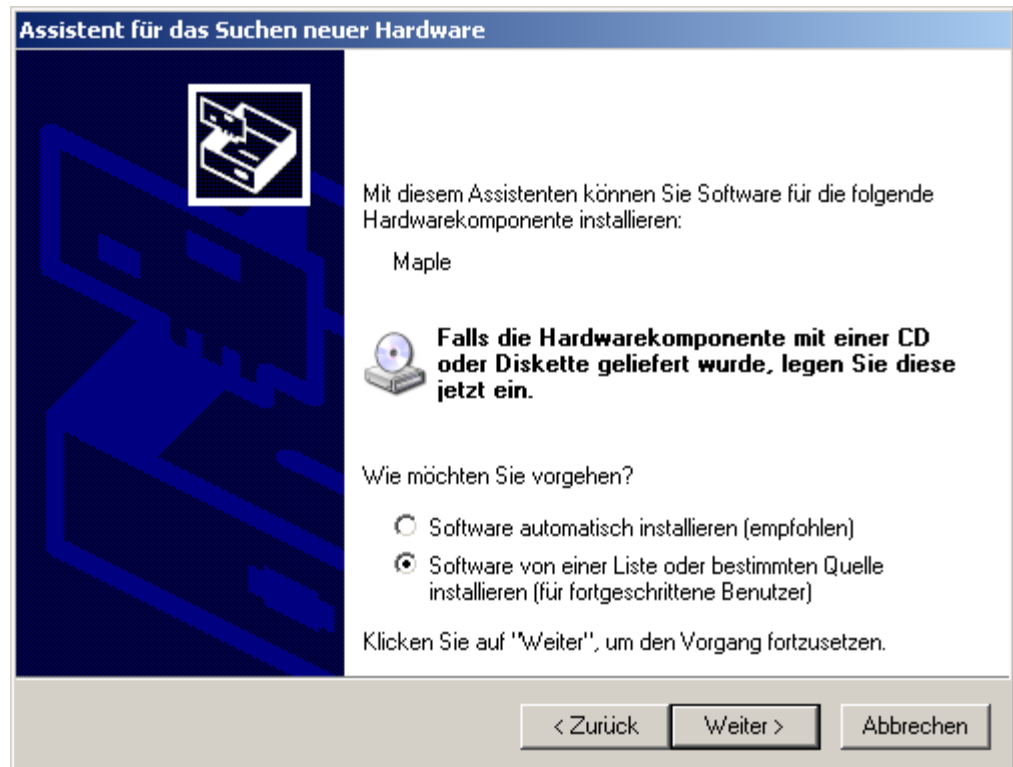 Assistent für das Suchen neuer Hardware
Mit diesem Assistenten können Sie Software für die folgende
Hardwarekomponente installieren:
Maple
Falls die Hardwarekomponente mit einer CD
oder Diskette geliefert wurde, legen Sie diese
jetzt ein.
Wie möchten Sie vorgehen?
Software automatisch installieren (empfohlen)
Software von einer Liste oder bestimmten Quelle
installieren (für fortgeschrittene Benutzer)
Klicken Sie auf "Weiter", um den Vorgang fortzusetzen.
< Zurück Weiter > Abbrechen